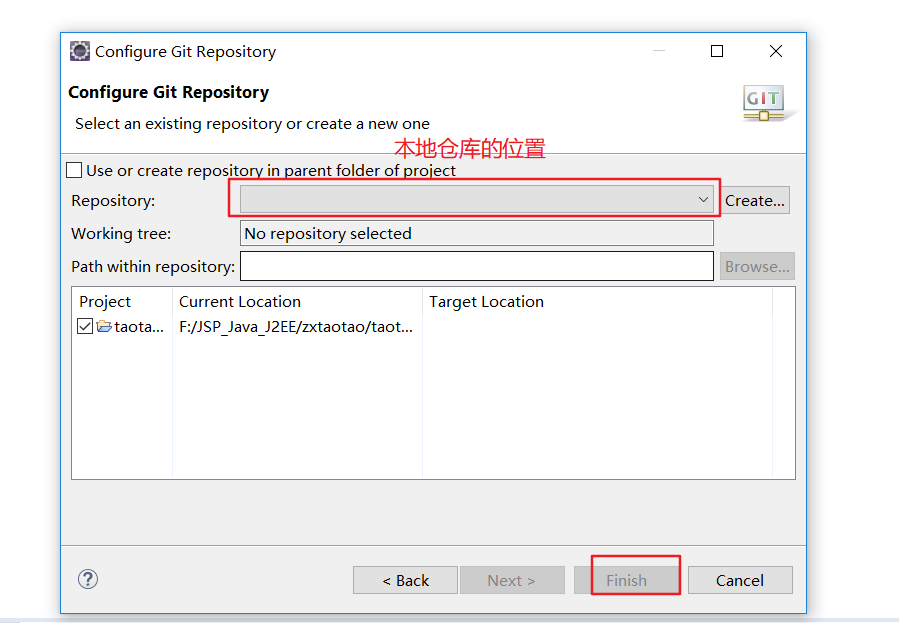 Configure Git Repository
Configure Git Repository
GIT
Select an existing repository or create a new one
本地仓库的位置
Use or create repository in parent folder of project
Repository: Create...
Working tree: No repository selected
Path within repository: Browse...
Project Current Location Target Location
taota... F:/JSP_Java_J2EE/zxtaotao/taot...
? < Back Next > Finish Cancel